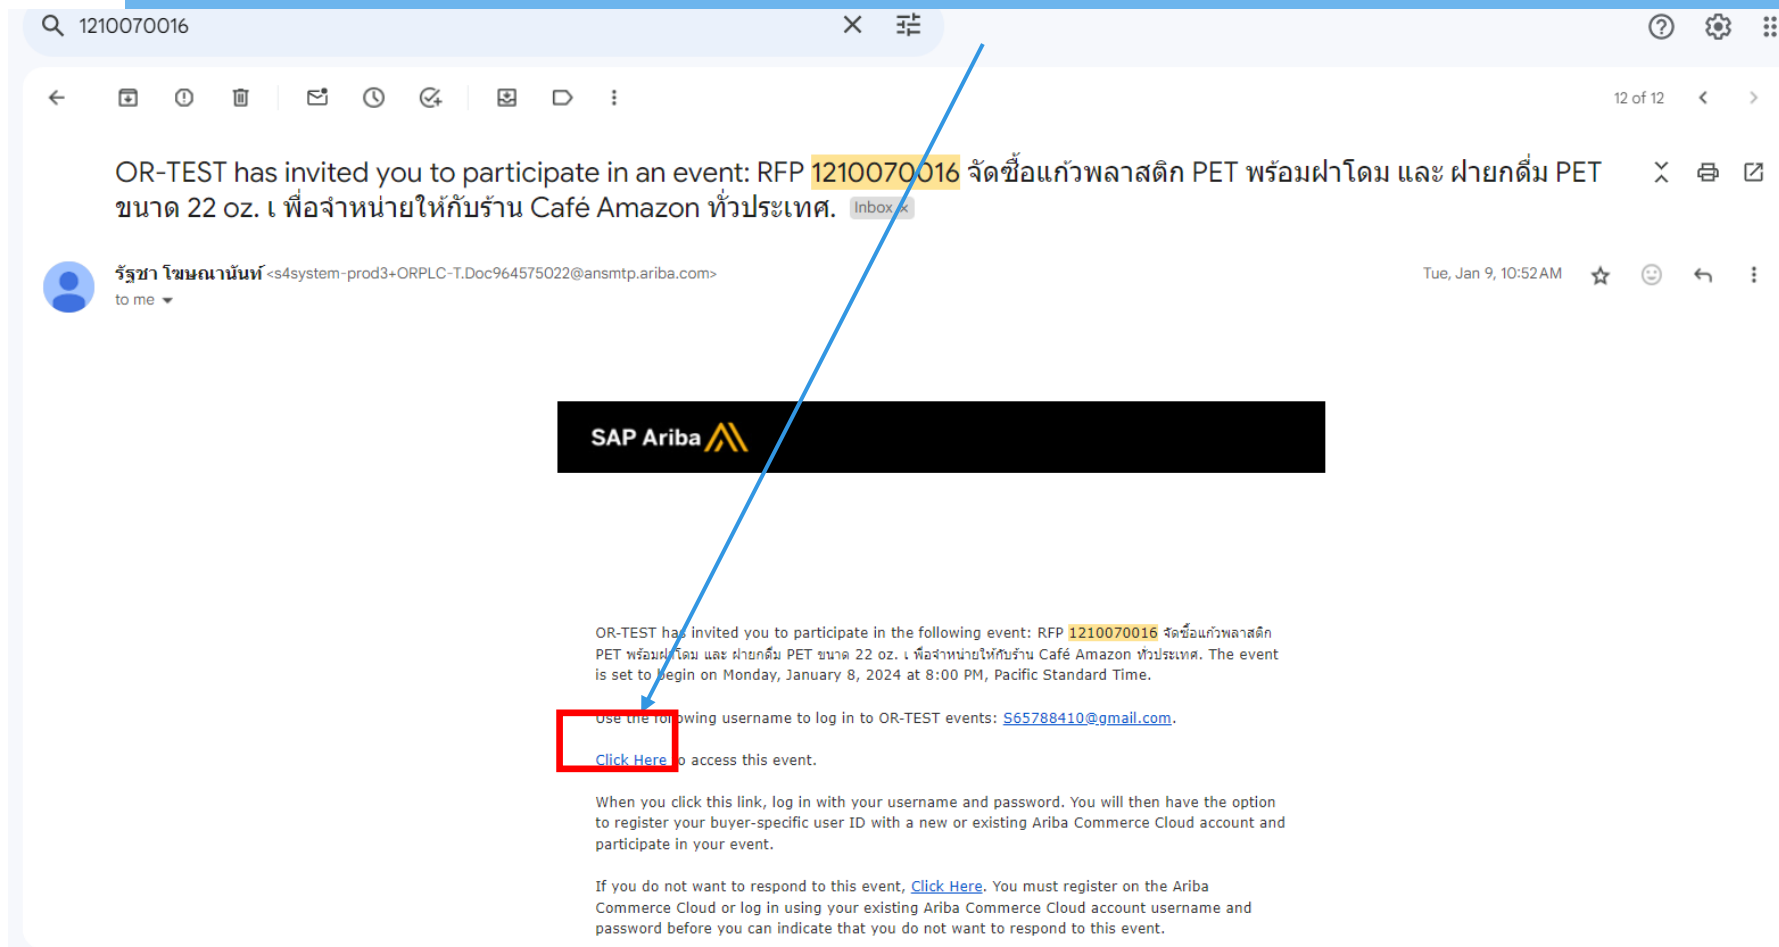 1210070016
12 of 12
OR-TEST has invited you to participate in an event: RFP 1210070016 จัดซื้อแก้วพลาสติก PET พร้อมฝาโดม และ ฝายกดื่ม PET
ขนาด 22 oz. เ พื่อจำหน่ายให้กับร้าน Café Amazon ทั่วประเทศ. Inbox ×
รัฐชา โฆษณานันท์ <s4system-prod3+ORPLC-T.Doc964575022@ansmtp.ariba.com>
Tue, Jan 9, 10:52 AM
to me
SAP Ariba
OR-TEST has invited you to participate in the following event: RFP 1210070016 จัดซื้อแก้วพลาสติก
PET พร้อมฝาโดม และ ฝายกดื่ม PET ขนาด 22 oz. เ พื่อจำหน่ายให้กับร้าน Café Amazon ทั่วประเทศ. The event
is set to begin on Monday, January 8, 2024 at 8:00 PM, Pacific Standard Time.
Use the following username to log in to OR-TEST events: S65788410@gmail.com.
Click Here to access this event.
When you click this link, log in with your username and password. You will then have the option
to register your buyer-specific user ID with a new or existing Ariba Commerce Cloud account and
participate in your event.
If you do not want to respond to this event, Click Here. You must register on the Ariba
Commerce Cloud or log in using your existing Ariba Commerce Cloud account username and
password before you can indicate that you do not want to respond to this event.